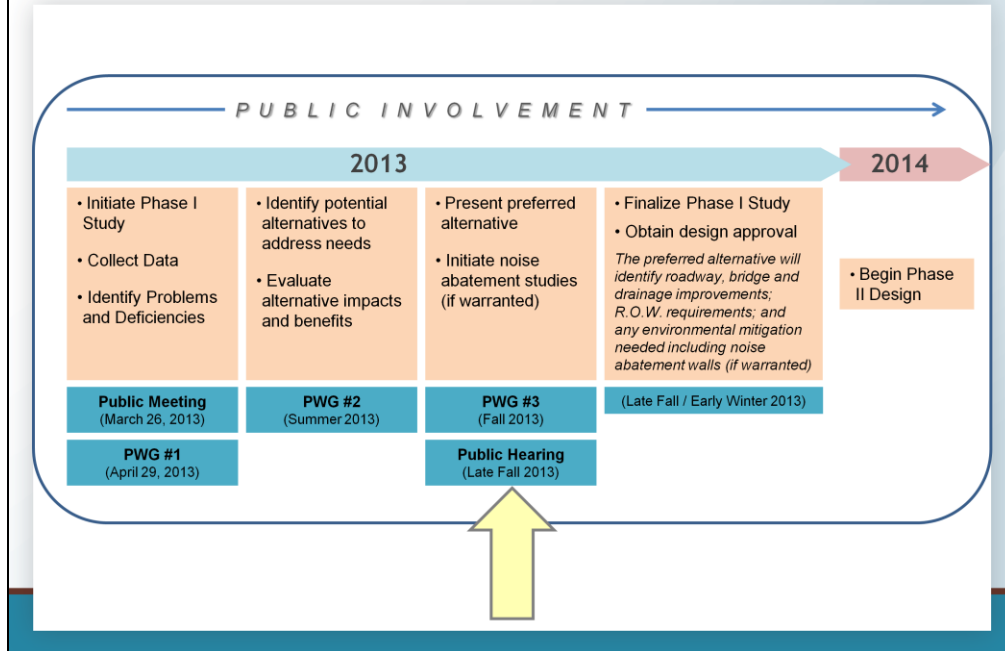 PUBLIC INVOLVEMENT
2013
2014
• Initiate Phase I
Study
• Collect Data
• Identify Problems
and Deficiencies
Public Meeting
(March 26, 2013)
PWG #1
(April 29, 2013)
• Identify potential
alternatives to
address needs
• Evaluate
alternative impacts
and benefits
PWG #2
(Summer 2013)
• Present preferred
alternative
• Initiate noise
abatement studies
(if warranted)
PWG #3
(Fall 2013)
Public Hearing
(Late Fall 2013)
• Finalize Phase I Study
• Obtain design approval
The preferred alternative will
identify roadway, bridge and
drainage improvements;
R.O.W. requirements; and
any environmental mitigation
needed including noise
abatement walls (if warranted)
(Late Fall / Early Winter 2013)
• Begin Phase
II Design